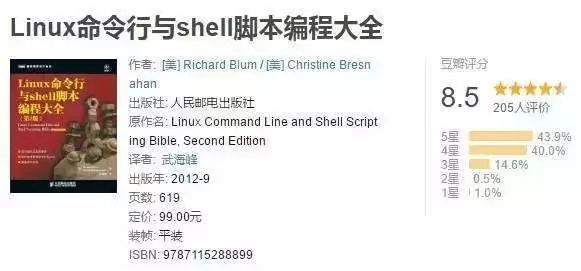 Linux命令行与shell脚本编程大全
Linux命令行
与shell脚本
编程大全
(第2版)
作者: [美] Richard Blum / [美] Christine Bresn
ahan
出版社: 人民邮电出版社
原作名: Linux Command Line and Shell Script
ing Bible, Second Edition
译者: 武海峰
出版年: 2012-9
页数: 619
定价: 99.00元
装帧: 平装
ISBN: 9787115288899
豆瓣评分
8.5
205人评价
5星 43.9%
4星 40.0%
3星 14.6%
2星 0.5%
1星 1.0%